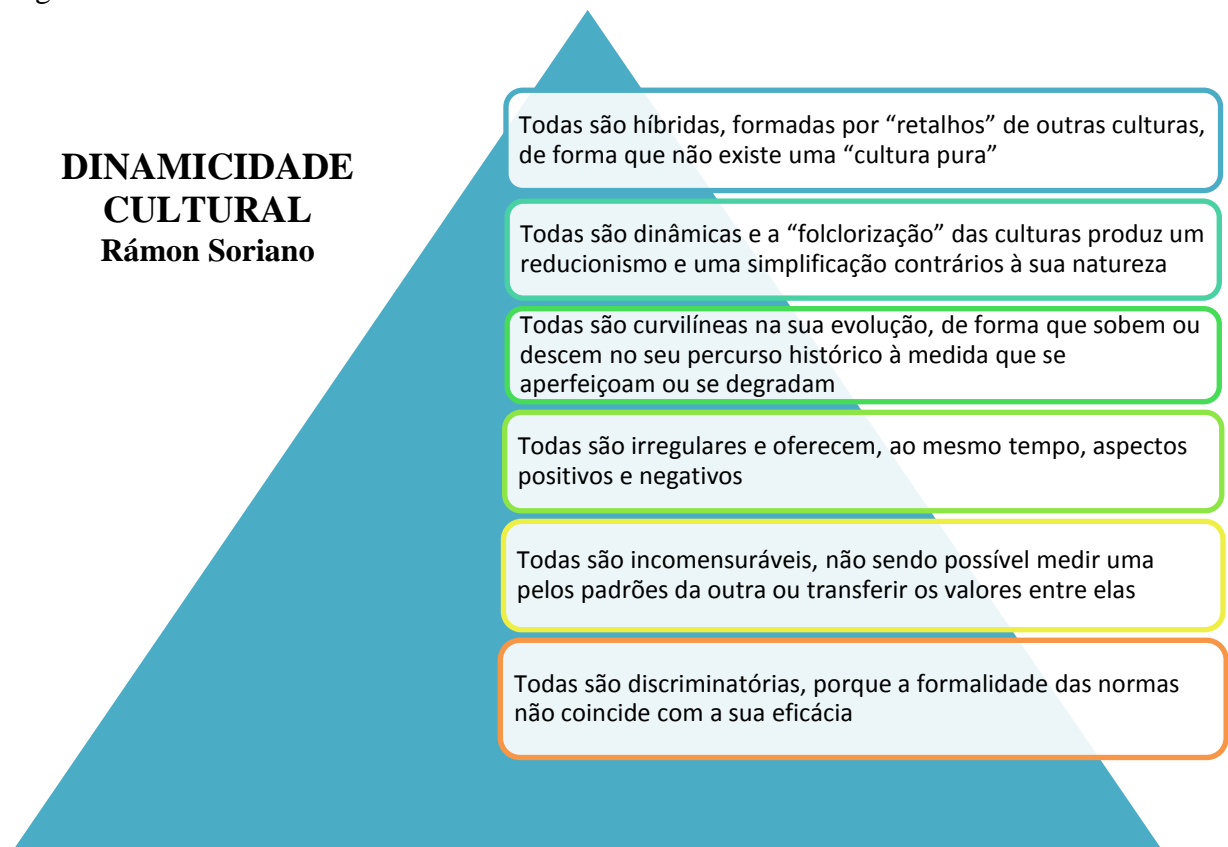 DINAMICIDADE
CULTURAL
Rámon Soriano
Todas são híbridas, formadas por “retalhos” de outras culturas,
de forma que não existe uma “cultura pura”
Todas são dinâmicas e a “folclorização” das culturas produz um
reducionismo e uma simplificação contrários à sua natureza
Todas são curvilíneas na sua evolução, de forma que sobem ou
descem no seu percurso histórico à medida que se
aperfeiçoam ou se degradam
Todas são irregulares e oferecem, ao mesmo tempo, aspectos
positivos e negativos
Todas são incomensuráveis, não sendo possível medir uma
pelos padrões da outra ou transferir os valores entre elas
Todas são discriminatórias, porque a formalidade das normas
não coincide com a sua eficácia